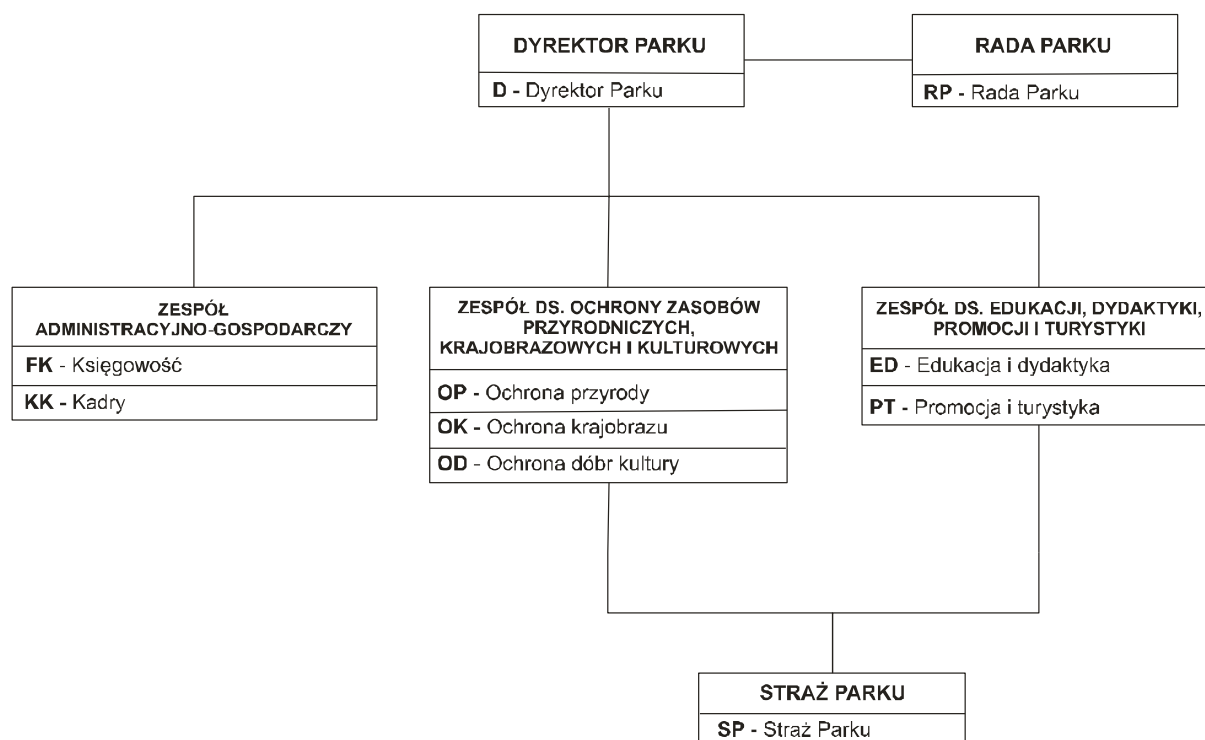 DYREKTOR PARKU
D - Dyrektor Parku
RADA PARKU
RP - Rada Parku
ZESPÓŁ
ADMINISTRACYJNO-GOSPODARCZY
FK - Księgowość
KK - Kadry
ZESPÓŁ DS. OCHRONY ZASOBÓW
PRZYRODNICZYCH,
KRAJOBRAZOWYCH I KULTUROWYCH
OP - Ochrona przyrody
OK - Ochrona krajobrazu
OD - Ochrona dóbr kultury
ZESPÓŁ DS. EDUKACJI, DYDAKTYKI,
PROMOCJI I TURYSTYKI
ED - Edukacja i dydaktyka
PT - Promocja i turystyka
STRAŻ PARKU
SP - Straż Parku